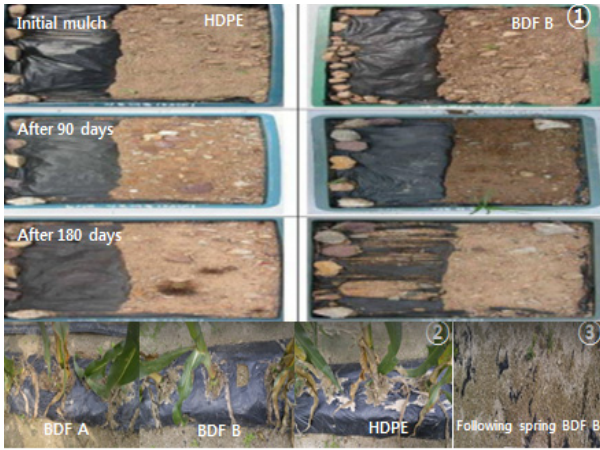 Initial mulch HDPE BDF B ①
After 90 days
After 180 days
②
③
BDF A BDF B HDPE Following spring BDF B